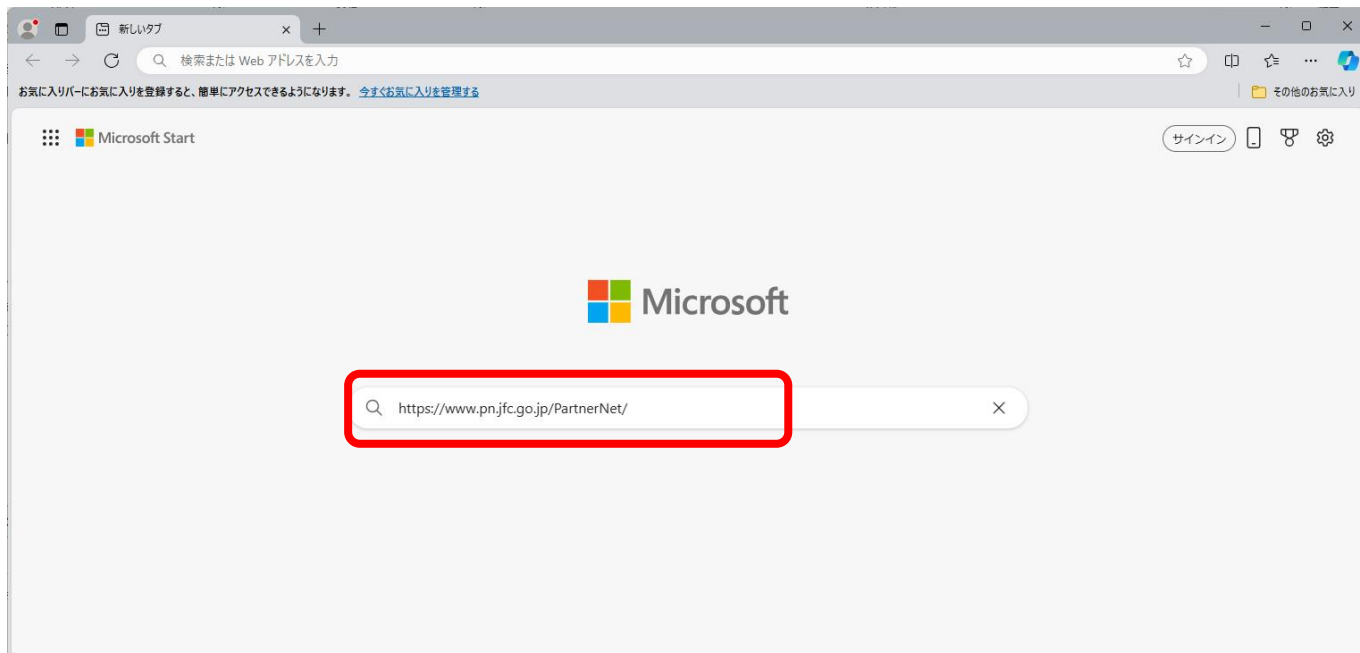 新しいタブ
検索または Web アドレスを入力
お気に入りバーにお気に入りを登録すると、簡単にアクセスできるようになります。 今すぐお気に入りを管理する
その他のお気に入り
Microsoft Start
サインイン
Microsoft
https://www.pn.jfc.go.jp/PartnerNet/